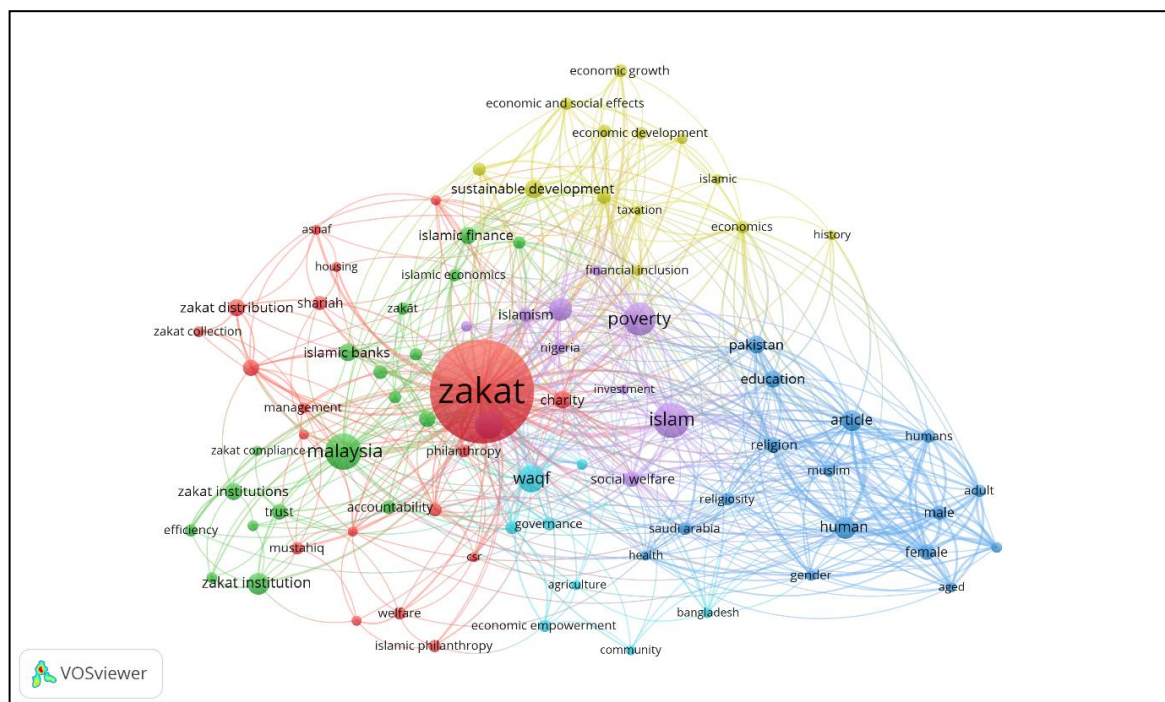 economic growth
economic and social effects
economic development
islamic
sustainable development
taxation
economics
history
asnaf
islamic finance
housing
islamic economics
financial inclusion
zakat distribution
shariah
zakāt
islamism
poverty
zakat collection
nigeria
pakistan
islamic banks
education
zakat
investment
charity
management
islam
article
malaysia
humans
zakat compliance
philanthropy
religion
waqf
social welfare
muslim
zakat institutions
religiosity
adult
trust
accountability
male
efficiency
governance
saudi arabia
human
mustahiq
csr
health
female
zakat institution
agriculture
gender
aged
welfare
economic empowerment
bangladesh
islamic philanthropy
community
VOSviewer